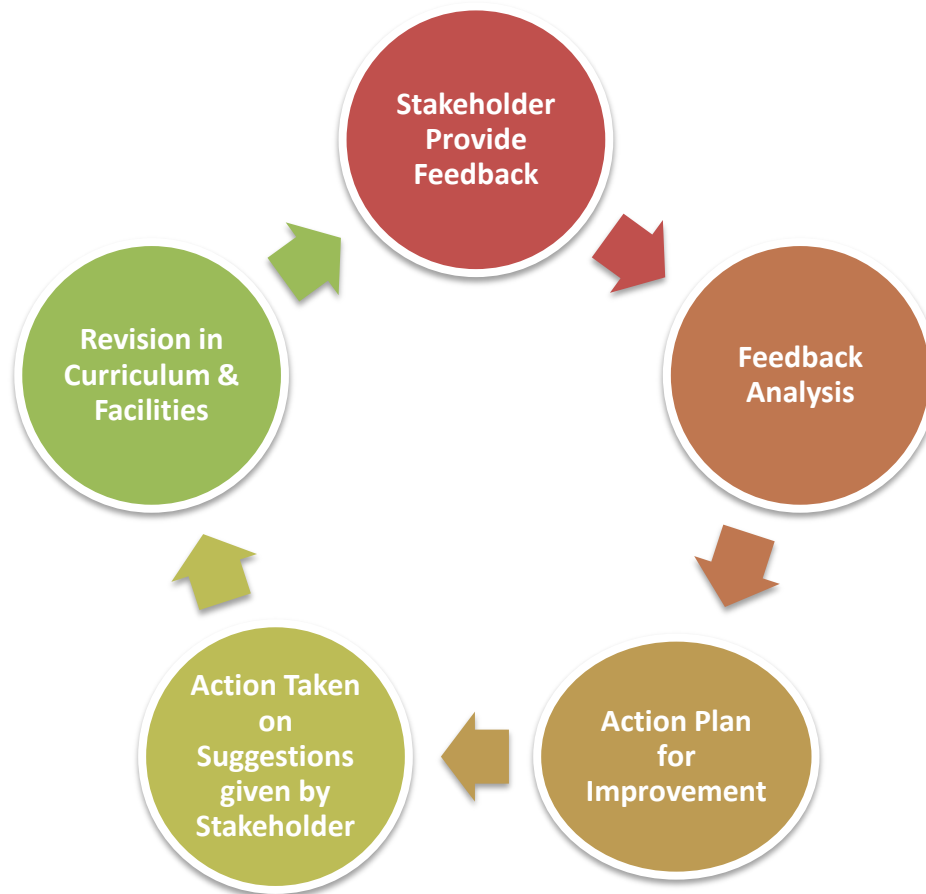 Stakeholder
Provide
Feedback
Feedback
Analysis
Action Plan
for
Improvement
Action Taken
on
Suggestions
given by
Stakeholder
Revision in
Curriculum &
Facilities